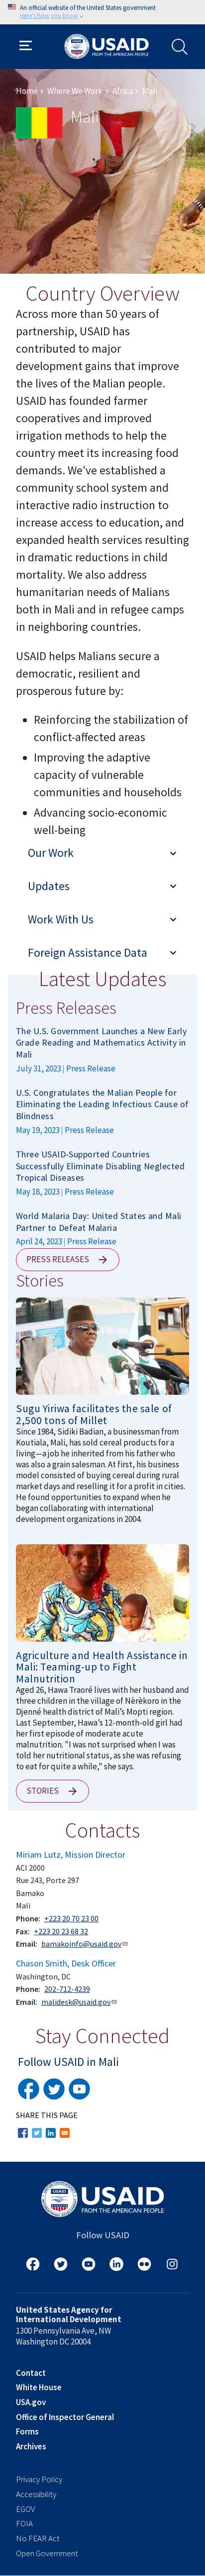 An official website of the United States government
Here's how you know
USAID
FROM THE AMERICAN PEOPLE
Home
Where We Work
Africa
Mali
Mali
Country Overview
Across more than 50 years of
partnership, USAID has
contributed to major
development gains that improve
the lives of the Malian people.
USAID has founded farmer
cooperatives and improved
irrigation methods to help the
country meet its increasing food
demands. We've established a
community school system and
interactive radio instruction to
increase access to education, and
expanded health services resulting
in dramatic reductions in child
mortality. We also address
humanitarian needs of Malians
both in Mali and in refugee camps
in neighboring countries.
USAID helps Malians secure a
democratic, resilient and
prosperous future by:
Reinforcing the stabilization of
conflict-affected areas
Improving the adaptive
capacity of vulnerable
communities and households
Advancing socio-economic
well-being
Our Work
Updates
Work With Us
Foreign Assistance Data
Latest Updates
Press Releases
The U.S. Government Launches a New Early
Grade Reading and Mathematics Activity in
Mali
July 31, 2023 | Press Release
U.S. Congratulates the Malian People for
Eliminating the Leading Infectious Cause of
Blindness
May 19, 2023 | Press Release
Three USAID-Supported Countries
Successfully Eliminate Disabling Neglected
Tropical Diseases
May 18, 2023 | Press Release
World Malaria Day: United States and Mali
Partner to Defeat Malaria
April 24, 2023 | Press Release
PRESS RELEASES
Stories
Sugu Yiriwa facilitates the sale of
2,500 tons of Millet
Since 1984, Sidiki Badian, a businessman from
Koutiala, Mali, has sold cereal products for a
living—a job he inherited from his father who
was also a grain salesman. At first, his business
model consisted of buying cereal during rural
sales days and reselling it for a profit in cities.
He found opportunities to expand when he
began collaborating with international
development organizations in 2004.
Agriculture and Health Assistance in
Mali: Teaming-up to Fight
Malnutrition
Aged 26, Hawa Traoré lives with her husband and
three children in the village of Nèrèkoro in the
Djenné health district of Mali's Mopti region.
Last September, Hawa's 12-month-old girl had
her first episode of moderate acute
malnutrition. "I was not surprised when I was
told her nutritional status, as she was refusing
to eat for quite a while," she says.
STORIES
Contacts
Miriam Lutz, Mission Director
ACI 2000
Rue 243, Porte 297
Bamako
Mali
Phone: +223 20 70 23 00
Fax: +223 20 23 68 32
Email: bamakoinfo@usaid.gov
Chason Smith, Desk Officer
Washington, DC
Phone: 202-712-4239
Email: malidesk@usaid.gov
Stay Connected
Follow USAID in Mali
SHARE THIS PAGE
USAID
FROM THE AMERICAN PEOPLE
Follow USAID
United States Agency for
International Development
1300 Pennsylvania Ave, NW
Washington DC 20004
Contact
White House
USA.gov
Office of Inspector General
Forms
Archives
Privacy Policy
Accessibility
EGOV
FOIA
No FEAR Act
Open Government